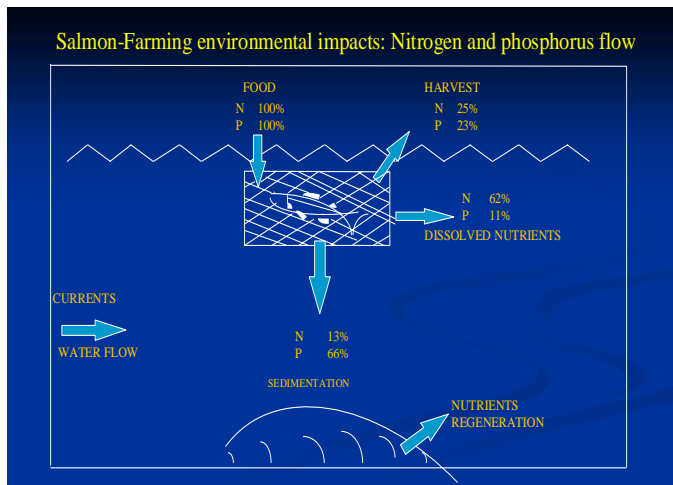 Salmon-Farming environmental impacts: Nitrogen and phosphorus flow
FOOD
N 100%
P 100%
HARVEST
N 25%
P 23%
N 62%
P 11%
DISSOLVED NUTRIENTS
CURRENTS
WATER FLOW
N 13%
P 66%
SEDIMENTATION
NUTRIENTS
REGENERATION